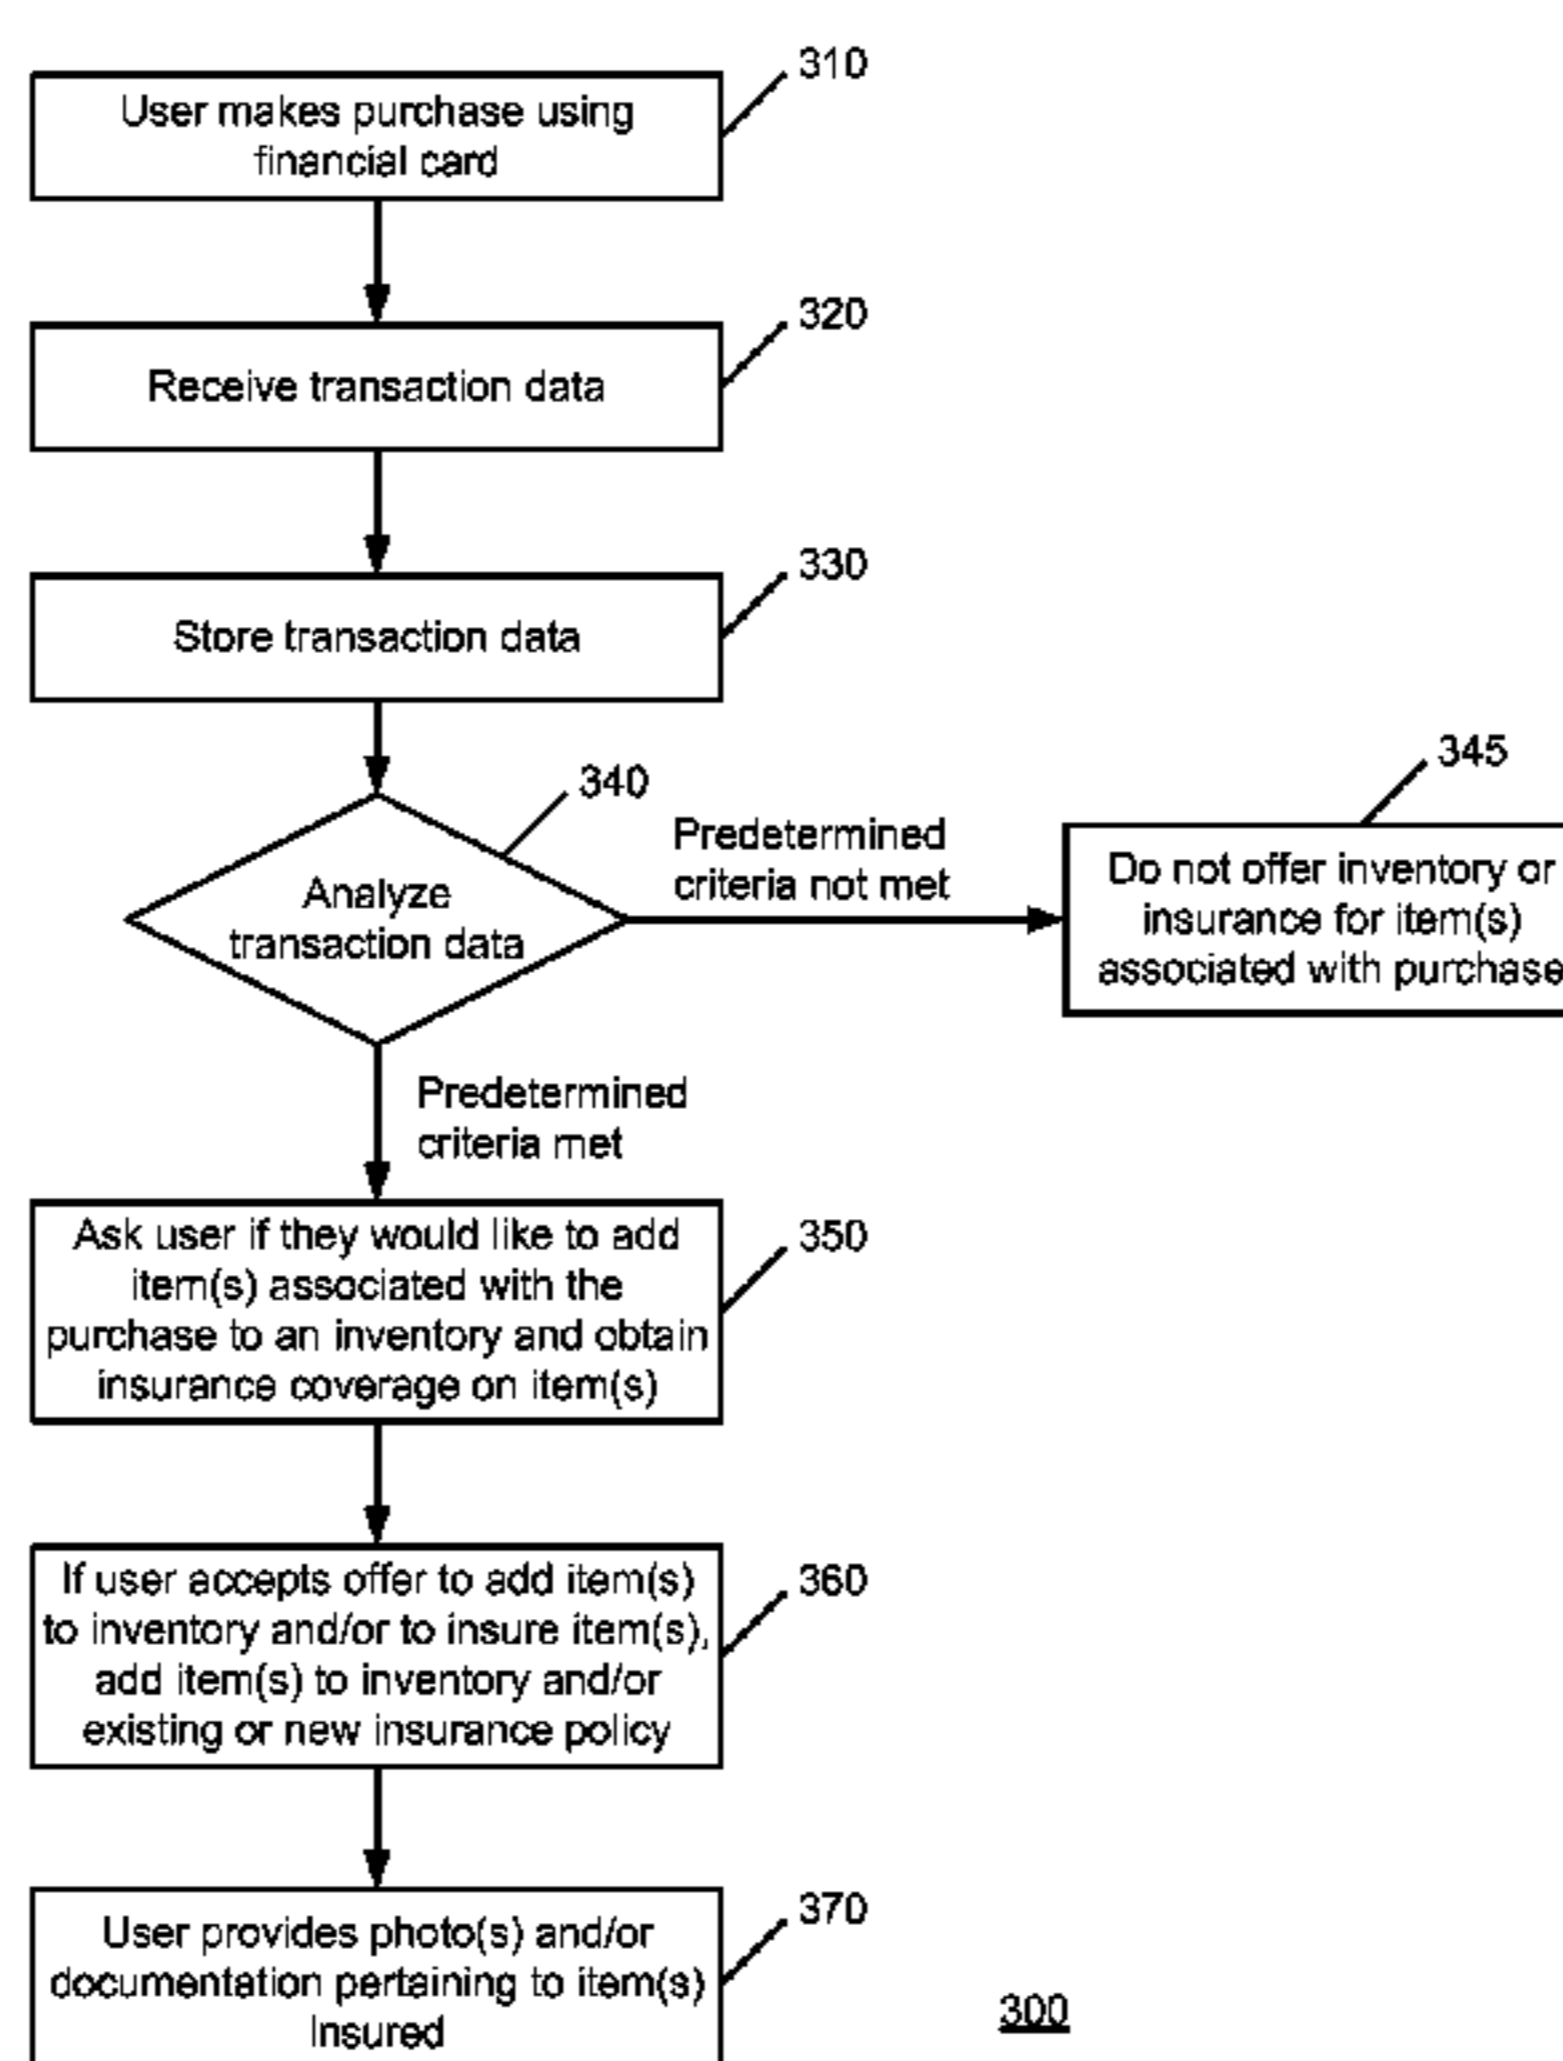 310
User makes purchase using
financial card
320
Receive transaction data
330
Store transaction data
340
Analyze
transaction data
Predetermined
criteria not met
345
Do not offer inventory or
insurance for item(s)
associated with purchase
Predetermined
criteria met
350
Ask user if they would like to add
item(s) associated with the
purchase to an inventory and obtain
insurance coverage on item(s)
360
If user accepts offer to add item(s)
to inventory and/or to insure item(s),
add item(s) to inventory and/or
existing or new insurance policy
370
User provides photo(s) and/or
documentation pertaining to item(s)
Insured
300